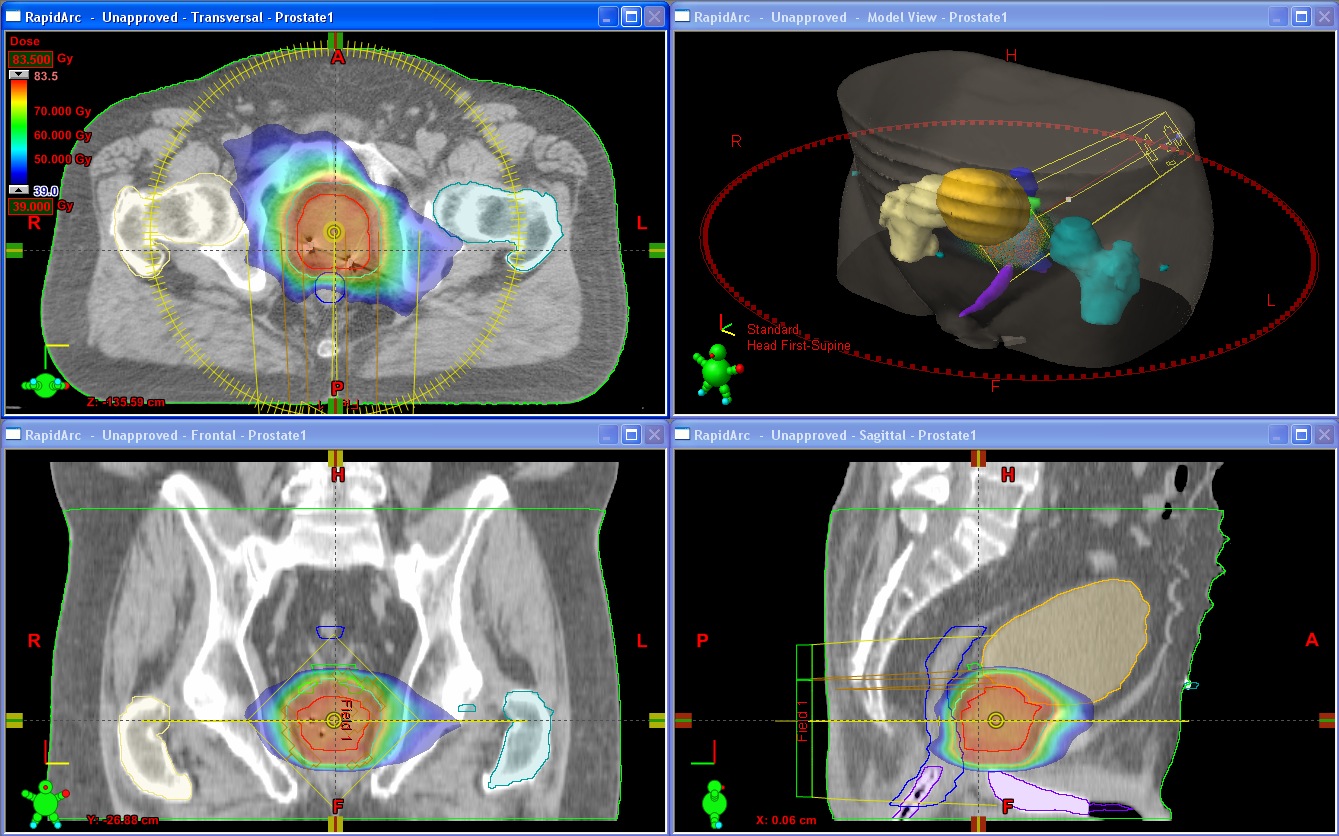 RapidArc - Unapproved - Transversal - Prostate1
Dose
83.500 Gy
83.5
70.000 Gy
60.000 Gy
50.000 Gy
39.0
39.000 Gy
A
R
L
P
Z: -135.59 cm
RapidArc - Unapproved - Model View - Prostate1
H
R
L
Standard
Head First-Supine
F
RapidArc - Unapproved - Frontal - Prostate1
H
R
L
Field 1
F
Y: -26.88 cm
RapidArc - Unapproved - Sagittal - Prostate1
H
P
A
Field 1
F
X: 0.06 cm